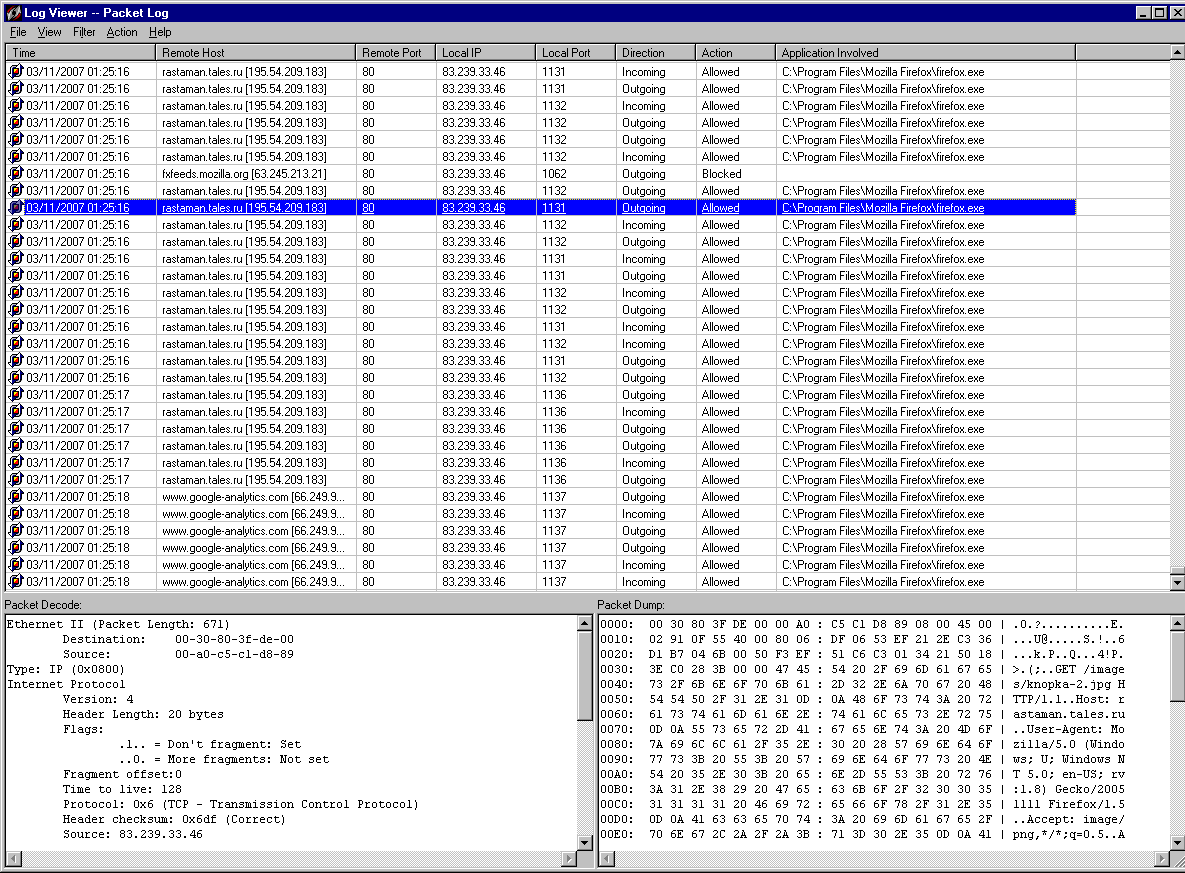 Log Viewer -- Packet Log
File View Filter Action Help
Time Remote Host Remote Port Local IP Local Port Direction Action Application Involved
03/11/2007 01:25:16 rastaman.tales.ru [195.54.209.183] 80 83.239.33.46 1131 Incoming Allowed C:\Program Files\Mozilla Firefox\firefox.exe
03/11/2007 01:25:16 rastaman.tales.ru [195.54.209.183] 80 83.239.33.46 1131 Outgoing Allowed C:\Program Files\Mozilla Firefox\firefox.exe
03/11/2007 01:25:16 rastaman.tales.ru [195.54.209.183] 80 83.239.33.46 1132 Incoming Allowed C:\Program Files\Mozilla Firefox\firefox.exe
03/11/2007 01:25:16 rastaman.tales.ru [195.54.209.183] 80 83.239.33.46 1132 Outgoing Allowed C:\Program Files\Mozilla Firefox\firefox.exe
03/11/2007 01:25:16 rastaman.tales.ru [195.54.209.183] 80 83.239.33.46 1132 Outgoing Allowed C:\Program Files\Mozilla Firefox\firefox.exe
03/11/2007 01:25:16 rastaman.tales.ru [195.54.209.183] 80 83.239.33.46 1132 Incoming Allowed C:\Program Files\Mozilla Firefox\firefox.exe
03/11/2007 01:25:16 fxfeeds.mozilla.org [63.245.213.21] 80 83.239.33.46 1062 Outgoing Blocked
03/11/2007 01:25:16 rastaman.tales.ru [195.54.209.183] 80 83.239.33.46 1132 Outgoing Allowed C:\Program Files\Mozilla Firefox\firefox.exe
03/11/2007 01:25:16 rastaman.tales.ru [195.54.209.183] 80 83.239.33.46 1131 Outgoing Allowed C:\Program Files\Mozilla Firefox\firefox.exe
03/11/2007 01:25:16 rastaman.tales.ru [195.54.209.183] 80 83.239.33.46 1132 Incoming Allowed C:\Program Files\Mozilla Firefox\firefox.exe
03/11/2007 01:25:16 rastaman.tales.ru [195.54.209.183] 80 83.239.33.46 1132 Outgoing Allowed C:\Program Files\Mozilla Firefox\firefox.exe
03/11/2007 01:25:16 rastaman.tales.ru [195.54.209.183] 80 83.239.33.46 1131 Incoming Allowed C:\Program Files\Mozilla Firefox\firefox.exe
03/11/2007 01:25:16 rastaman.tales.ru [195.54.209.183] 80 83.239.33.46 1131 Outgoing Allowed C:\Program Files\Mozilla Firefox\firefox.exe
03/11/2007 01:25:16 rastaman.tales.ru [195.54.209.183] 80 83.239.33.46 1132 Incoming Allowed C:\Program Files\Mozilla Firefox\firefox.exe
03/11/2007 01:25:16 rastaman.tales.ru [195.54.209.183] 80 83.239.33.46 1132 Outgoing Allowed C:\Program Files\Mozilla Firefox\firefox.exe
03/11/2007 01:25:16 rastaman.tales.ru [195.54.209.183] 80 83.239.33.46 1131 Incoming Allowed C:\Program Files\Mozilla Firefox\firefox.exe
03/11/2007 01:25:16 rastaman.tales.ru [195.54.209.183] 80 83.239.33.46 1132 Incoming Allowed C:\Program Files\Mozilla Firefox\firefox.exe
03/11/2007 01:25:16 rastaman.tales.ru [195.54.209.183] 80 83.239.33.46 1131 Outgoing Allowed C:\Program Files\Mozilla Firefox\firefox.exe
03/11/2007 01:25:16 rastaman.tales.ru [195.54.209.183] 80 83.239.33.46 1132 Outgoing Allowed C:\Program Files\Mozilla Firefox\firefox.exe
03/11/2007 01:25:17 rastaman.tales.ru [195.54.209.183] 80 83.239.33.46 1136 Outgoing Allowed C:\Program Files\Mozilla Firefox\firefox.exe
03/11/2007 01:25:17 rastaman.tales.ru [195.54.209.183] 80 83.239.33.46 1136 Incoming Allowed C:\Program Files\Mozilla Firefox\firefox.exe
03/11/2007 01:25:17 rastaman.tales.ru [195.54.209.183] 80 83.239.33.46 1136 Outgoing Allowed C:\Program Files\Mozilla Firefox\firefox.exe
03/11/2007 01:25:17 rastaman.tales.ru [195.54.209.183] 80 83.239.33.46 1136 Outgoing Allowed C:\Program Files\Mozilla Firefox\firefox.exe
03/11/2007 01:25:17 rastaman.tales.ru [195.54.209.183] 80 83.239.33.46 1136 Incoming Allowed C:\Program Files\Mozilla Firefox\firefox.exe
03/11/2007 01:25:17 rastaman.tales.ru [195.54.209.183] 80 83.239.33.46 1136 Outgoing Allowed C:\Program Files\Mozilla Firefox\firefox.exe
03/11/2007 01:25:18 www.google-analytics.com [66.249.9... 80 83.239.33.46 1137 Outgoing Allowed C:\Program Files\Mozilla Firefox\firefox.exe
03/11/2007 01:25:18 www.google-analytics.com [66.249.9... 80 83.239.33.46 1137 Incoming Allowed C:\Program Files\Mozilla Firefox\firefox.exe
03/11/2007 01:25:18 www.google-analytics.com [66.249.9... 80 83.239.33.46 1137 Outgoing Allowed C:\Program Files\Mozilla Firefox\firefox.exe
03/11/2007 01:25:18 www.google-analytics.com [66.249.9... 80 83.239.33.46 1137 Outgoing Allowed C:\Program Files\Mozilla Firefox\firefox.exe
03/11/2007 01:25:18 www.google-analytics.com [66.249.9... 80 83.239.33.46 1137 Incoming Allowed C:\Program Files\Mozilla Firefox\firefox.exe
03/11/2007 01:25:18 www.google-analytics.com [66.249.9... 80 83.239.33.46 1137 Incoming Allowed C:\Program Files\Mozilla Firefox\firefox.exe
Packet Decode:
Ethernet II (Packet Length: 671)
Destination: 00-30-80-3f-de-00
Source: 00-a0-c5-c1-d8-89
Type: IP (0x0800)
Internet Protocol
Version: 4
Header Length: 20 bytes
Flags:
.1.. = Don't fragment: Set
..0. = More fragments: Not set
Fragment offset:0
Time to live: 128
Protocol: 0x6 (TCP - Transmission Control Protocol)
Header checksum: 0x6df (Correct)
Source: 83.239.33.46
Packet Dump:
0000: 00 30 80 3F DE 00 00 A0 : C5 C1 D8 89 08 00 45 00 | .0.?..........E.
0010: 02 91 0F 55 40 00 80 06 : DF 06 53 EF 21 2E C3 36 | ...U@.....S.!..6
0020: D1 B7 04 6B 00 50 F3 EF : 51 C6 C3 01 34 21 50 18 | ...k.P..Q...4!P.
0030: 3E C0 28 3B 00 00 47 45 : 54 20 2F 69 6D 61 67 65 | >.(;..GET /image
0040: 73 2F 6B 6E 6F 70 6B 61 : 2D 32 2E 6A 70 67 20 48 | s/knopka-2.jpg H
0050: 54 54 50 2F 31 2E 31 0D : 0A 48 6F 73 74 3A 20 72 | TTP/1.1..Host: r
0060: 61 73 74 61 6D 61 6E 2E : 74 61 6C 65 73 2E 72 75 | astaman.tales.ru
0070: 0D 0A 55 73 65 72 2D 41 : 67 65 6E 74 3A 20 4D 6F | ..User-Agent: Mo
0080: 7A 69 6C 6C 61 2F 35 2E : 30 20 28 57 69 6E 64 6F | zilla/5.0 (Windo
0090: 77 73 3B 20 55 3B 20 57 : 69 6E 64 6F 77 73 20 4E | ws; U; Windows N
00A0: 54 20 35 2E 30 3B 20 65 : 6E 2D 55 53 3B 20 72 76 | T 5.0; en-US; rv
00B0: 3A 31 2E 38 29 20 47 65 : 63 6B 6F 2F 32 30 30 35 | :1.8) Gecko/2005
00C0: 31 31 31 31 20 46 69 72 : 65 66 6F 78 2F 31 2E 35 | 1111 Firefox/1.5
00D0: 0D 0A 41 63 63 65 70 74 : 3A 20 69 6D 61 67 65 2F | ..Accept: image/
00E0: 70 6E 67 2C 2A 2F 2A 3B : 71 3D 30 2E 35 0D 0A 41 | png,*/*;q=0.5..A